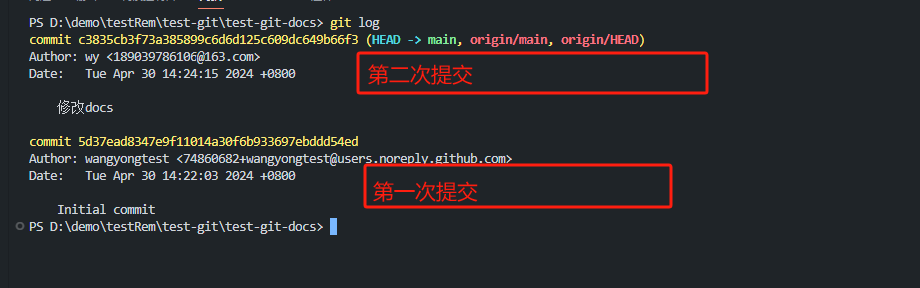 PS D:\demo\testRem\test-git\test-git-docs> git log
commit c3835cb3f73a385899c6d6d125c609dc649b66f3 (HEAD -> main, origin/main, origin/HEAD)
Author: wy <18903978610​6@163.com>
Date:   Tue Apr 30 14:24:15 2024 +0800
第二次提交
修改docs
commit 5d37ead8347e9f11014a30f6b933697ebddd54ed
Author: wangyongtest <74860682+wangyongtest@users.noreply.github.com>
Date:   Tue Apr 30 14:22:03 2024 +0800
第一次提交
Initial commit
PS D:\demo\testRem\test-git\test-git-docs>